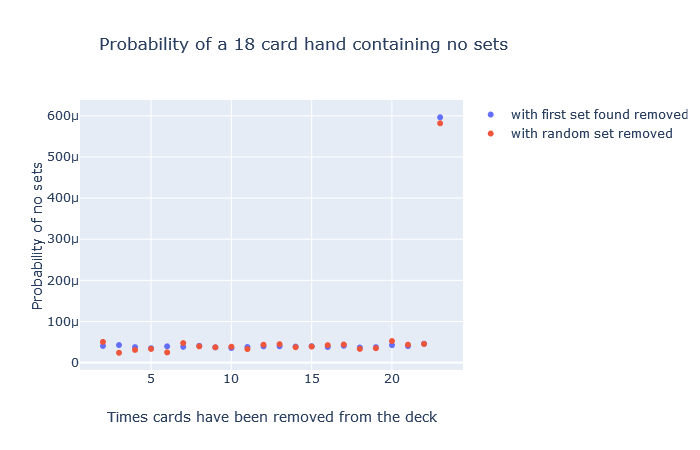 Probability of a 18 card hand containing no sets
with first set found removed
with random set removed
Probability of no sets
600μ
500μ
400μ
300μ
200μ
100μ
0
5
10
15
20
Times cards have been removed from the deck